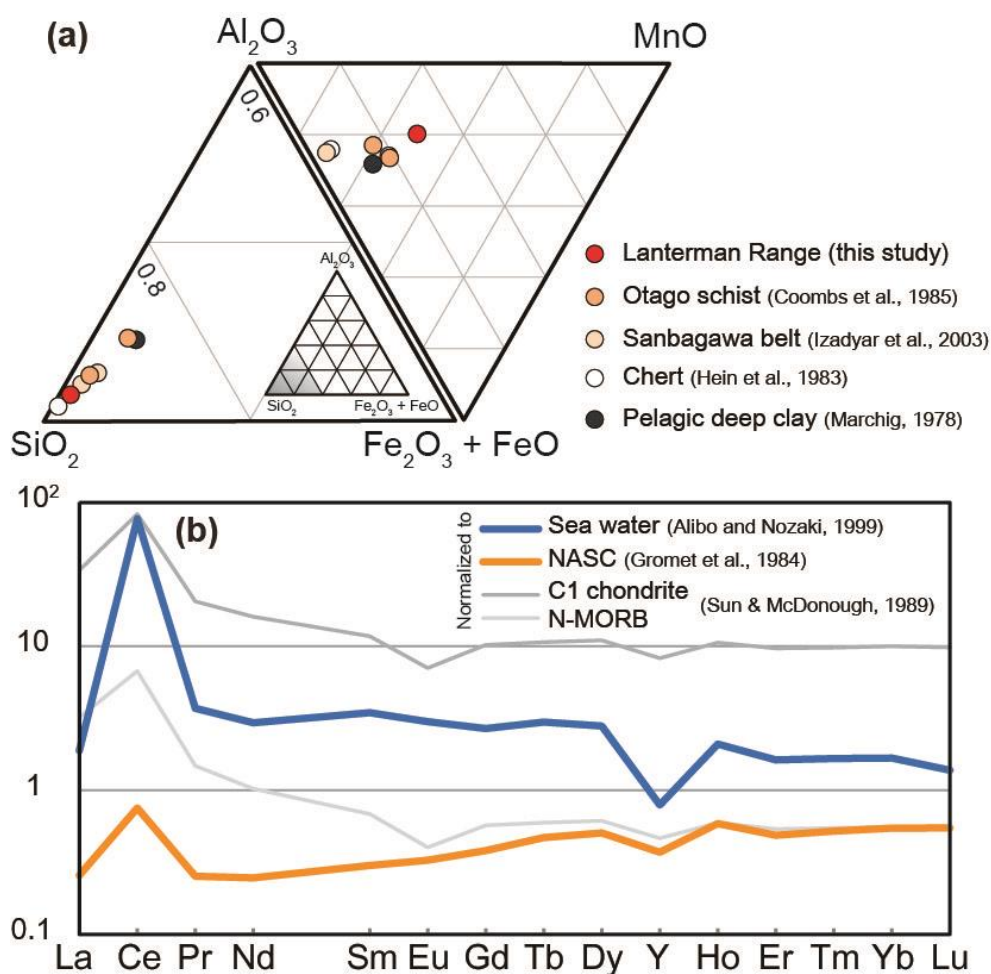 (a)
Al2O3
MnO
0.6
0.8
Al2O3
SiO2
Fe2O3 + FeO
SiO2
Fe2O3 + FeO
Lanterman Range (this study)
Otago schist (Coombs et al., 1985)
Sanbagawa belt (Izadyar et al., 2003)
Chert (Hein et al., 1983)
Pelagic deep clay (Marchig, 1978)
(b)
Normalized to
Sea water (Alibo and Nozaki, 1999)
NASC (Gromet et al., 1984)
C1 chondrite
N-MORB
(Sun & McDonough, 1989)
10²
10
1
0.1
La Ce Pr Nd Sm Eu Gd Tb Dy Y Ho Er Tm Yb Lu